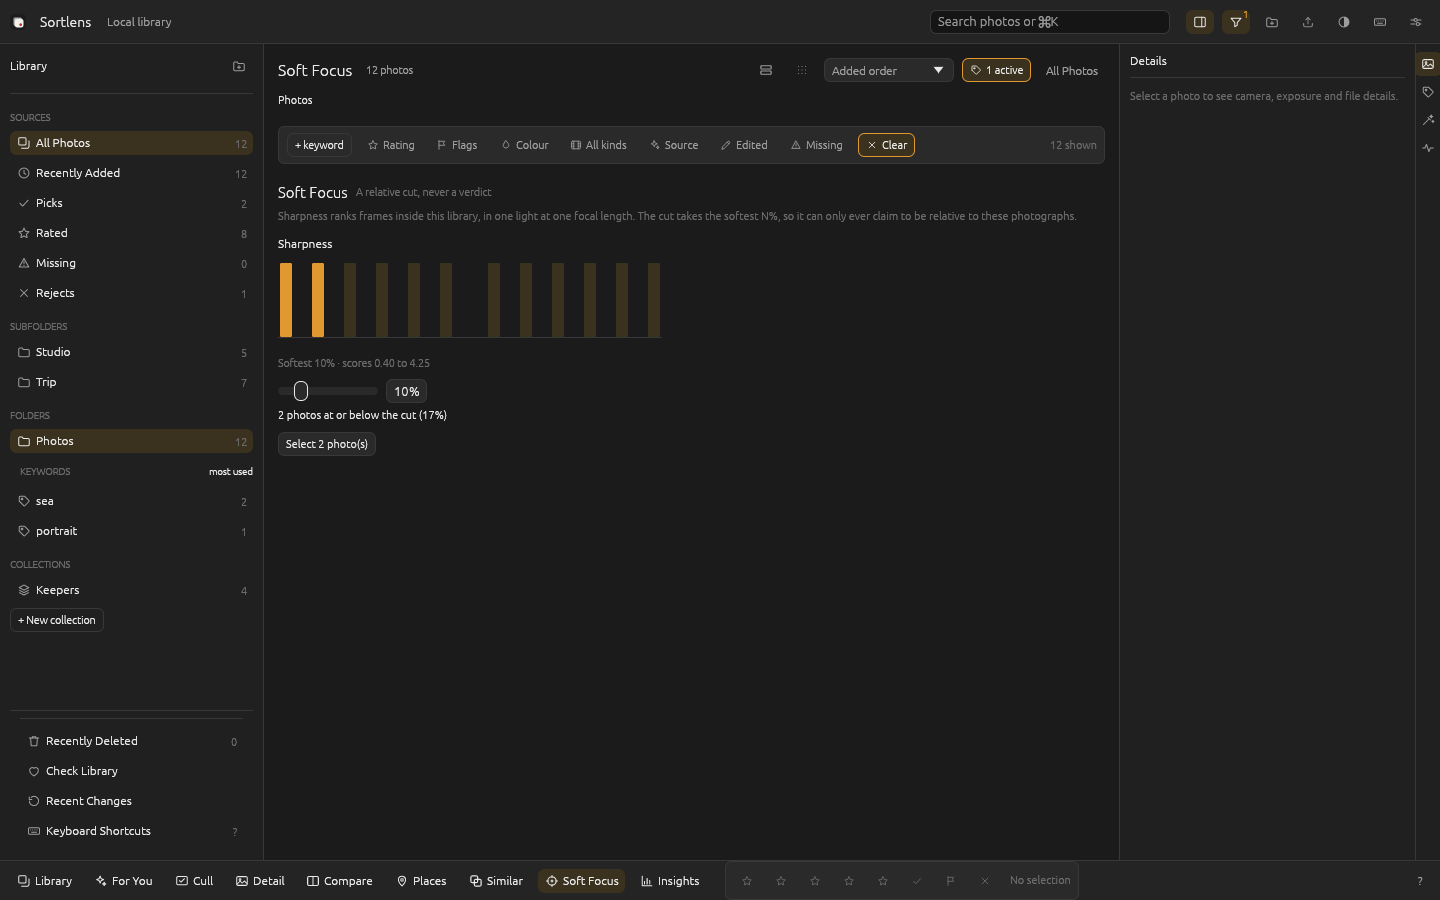 Sortlens Local library Search photos or ⌘K 1
Library
SOURCES
All Photos 12
Recently Added 12
Picks 2
Rated 8
Missing 0
Rejects 1
SUBFOLDERS
Studio 5
Trip 7
FOLDERS
Photos 12
KEYWORDS most used
sea 2
portrait 1
COLLECTIONS
Keepers 4
+ New collection
Recently Deleted 0
Check Library
Recent Changes
Keyboard Shortcuts ?
Soft Focus 12 photos Added order 1 active All Photos
Photos
+ keyword Rating Flags Colour All kinds Source Edited Missing Clear 12 shown
Soft Focus A relative cut, never a verdict
Sharpness ranks frames inside this library, in one light at one focal length. The cut takes the softest N%, so it can only ever claim to be relative to these photographs.
Sharpness
Softest 10% · scores 0.40 to 4.25
10%
2 photos at or below the cut (17%)
Select 2 photo(s)
Details
Select a photo to see camera, exposure and file details.
Library For You Cull Detail Compare Places Similar Soft Focus Insights No selection ?